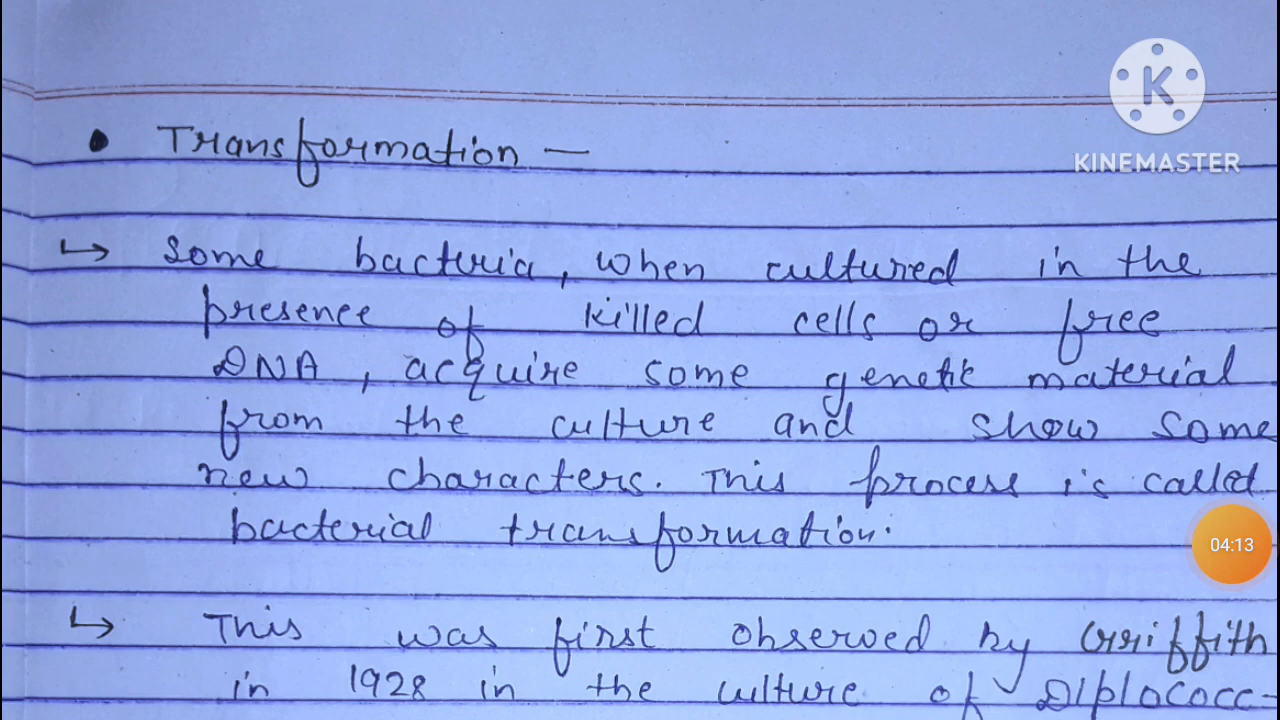 K
KINEMASTER
• Transformation —
↳ Some bacteria, when cultured in the
presence of killed cells or free
DNA, acquire some genetic material
from the culture and show some
new characters. This process is called
bacterial transformation.
04:13
↳ This was first observed by Griffith
in 1928 in the culture of Diplococc-